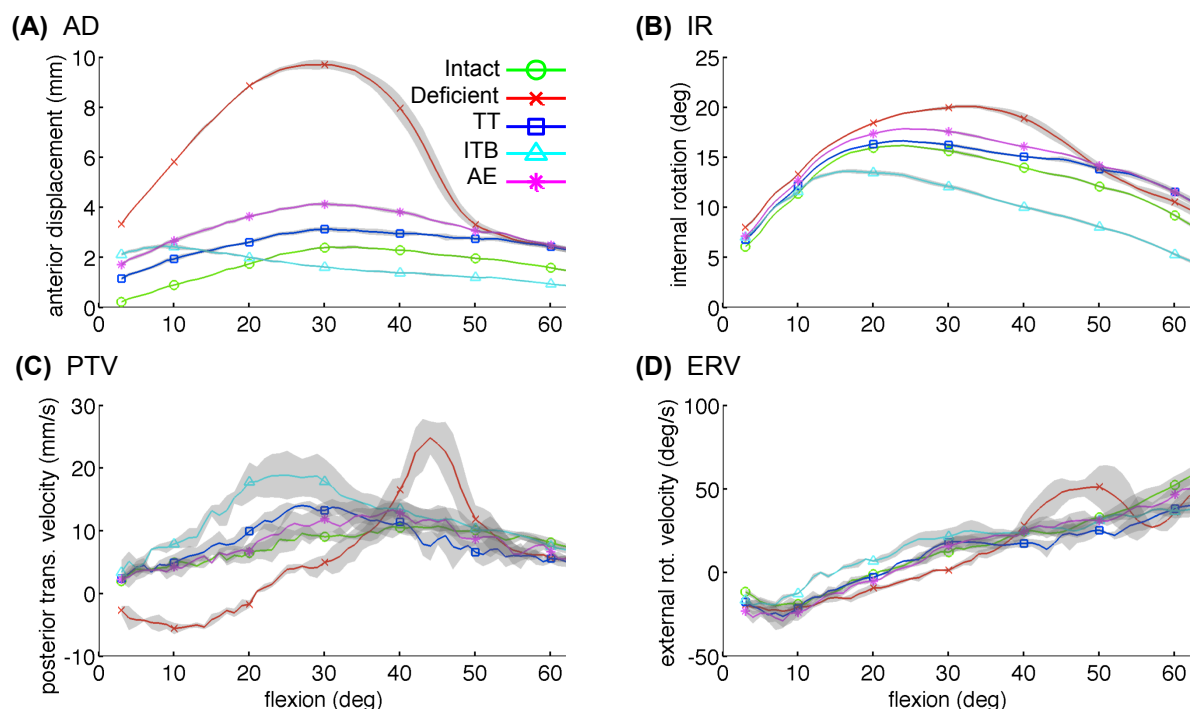 (A) AD
anterior displacement (mm)
10
8
6
4
2
0
0 10 20 30 40 50 60
Intact
Deficient
TT
ITB
AE
(B) IR
internal rotation (deg)
25
20
15
10
5
0
0 10 20 30 40 50 60
(C) PTV
posterior trans. velocity (mm/s)
30
20
10
0
-10
0 10 20 30 40 50 60
flexion (deg)
(D) ERV
external rot. velocity (deg/s)
100
50
0
-50
0 10 20 30 40 50 60
flexion (deg)